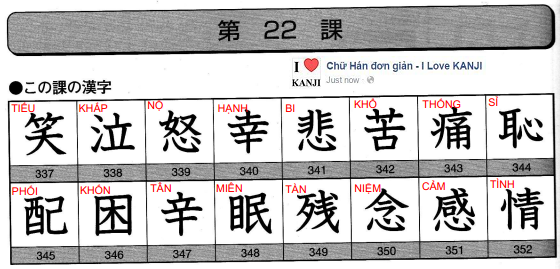 第 22 課
I ❤ KANJI
Chữ Hán đơn giản - I Love KANJI
Just now ·
●この課の漢字
TIẾU KHÁP NỘ HẠNH BI KHỔ THỐNG SỈ
笑 泣 怒 幸 悲 苦 痛 恥
337 338 339 340 341 342 343 344
PHỐI KHỐN TÂN MIÊN TÀN NIỆM CẢM TÌNH
配 困 辛 眠 残 念 感 情
345 346 347 348 349 350 351 352